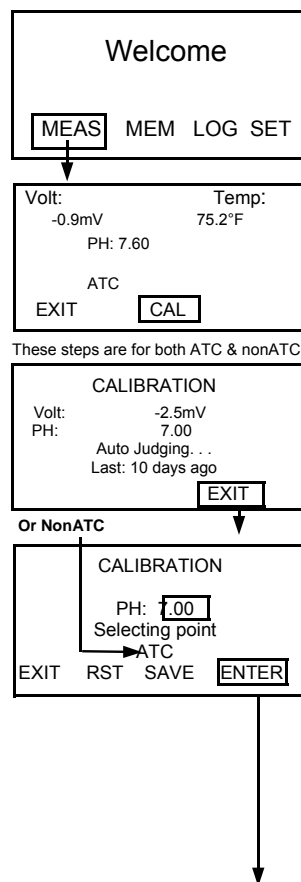 Welcome
MEAS MEM LOG SET
Volt: Temp:
-0.9mV 75.2°F
PH: 7.60
ATC
EXIT CAL
These steps are for both ATC & nonATC
CALIBRATION
Volt: -2.5mV
PH: 7.00
Auto Judging. . .
Last: 10 days ago
EXIT
Or NonATC
CALIBRATION
PH: 7.00
Selecting point
ATC
EXIT RST SAVE ENTER